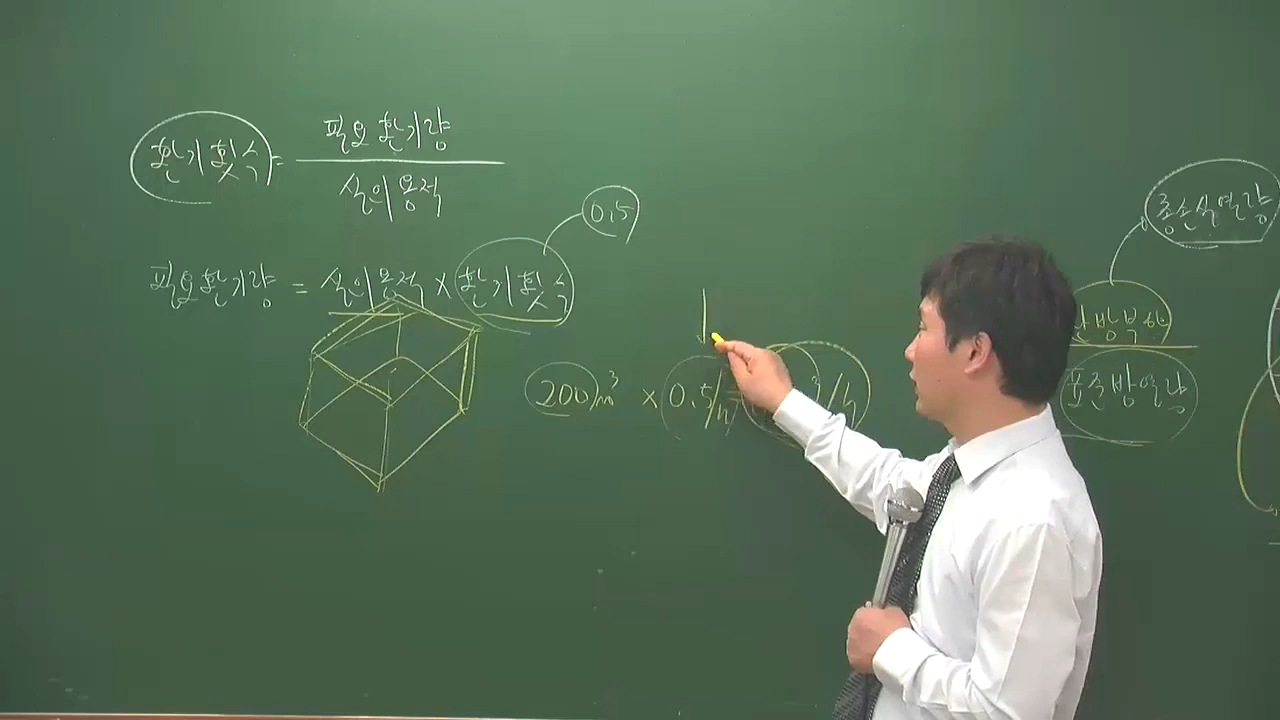 환기횟수 = 필요환기량
실의용적
0.5
필요환기량 = 실의용적 × 환기횟수
200m³ × 0.5/h = ³/h
총손실열량
난방부하
표준방열량